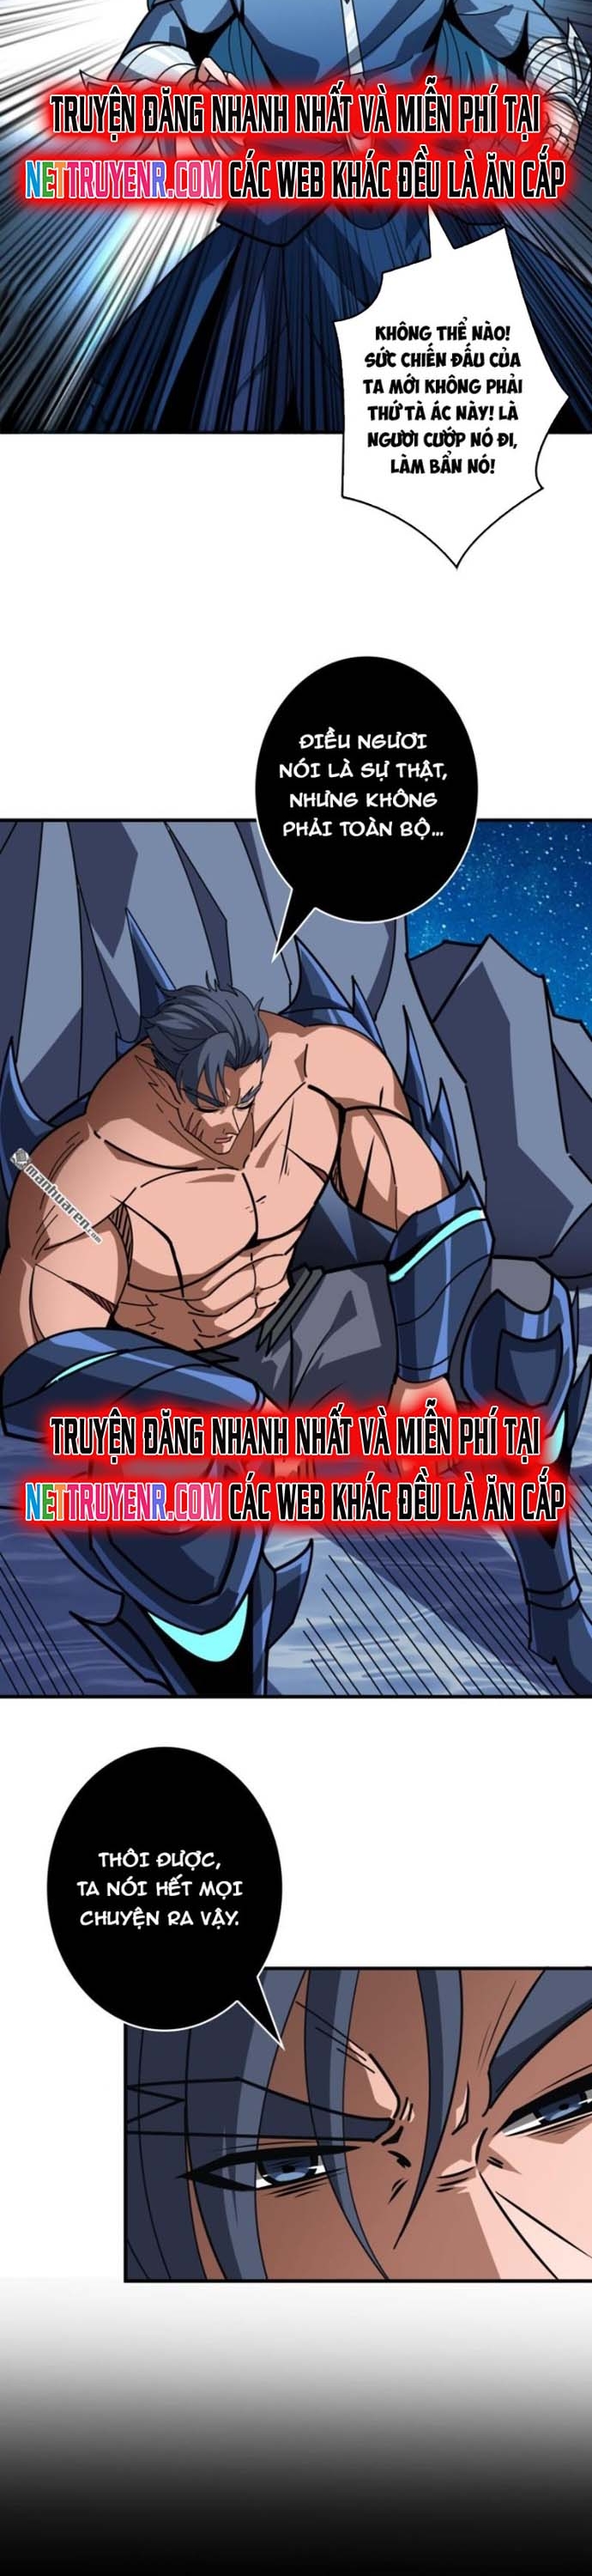 TRUYỆN ĐĂNG NHANH NHẤT VÀ MIỄN PHÍ TẠI
NETTRUYENR.COM CÁC WEB KHÁC ĐỀU LÀ ĂN CẮP
KHÔNG THỂ NÀO!
SỨC CHIẾN ĐẤU CỦA
TA MỚI KHÔNG PHẢI
THỨ TÀ ÁC NÀY! LÀ
NGƯƠI CƯỚP NÓ ĐI,
LÀM BẨN NÓ!
ĐIỀU NGƯƠI
NÓI LÀ SỰ THẬT,
NHƯNG KHÔNG
PHẢI TOÀN BỘ...
manhuaren.com
TRUYỆN ĐĂNG NHANH NHẤT VÀ MIỄN PHÍ TẠI
NETTRUYENR.COM CÁC WEB KHÁC ĐỀU LÀ ĂN CẮP
THÔI ĐƯỢC,
TA NÓI HẾT MỌI
CHUYỆN RA VẬY.